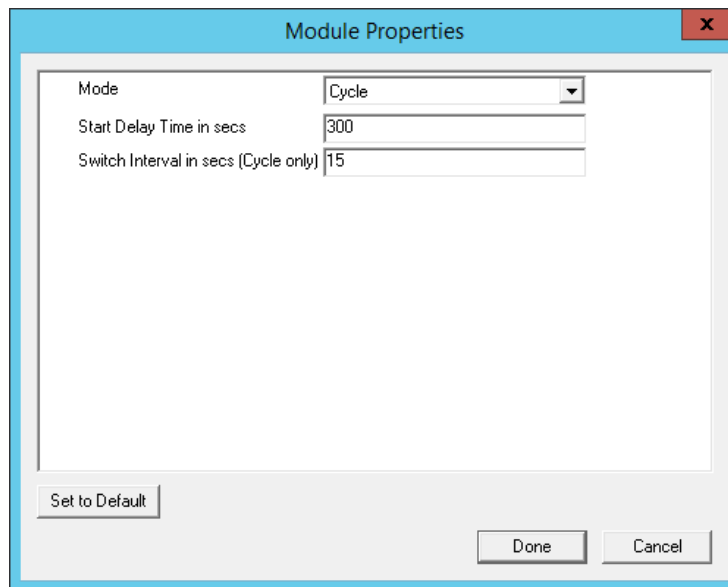 Module Properties
x
Mode Cycle
Start Delay Time in secs 300
Switch Interval in secs (Cycle only) 15
Set to Default
Done Cancel